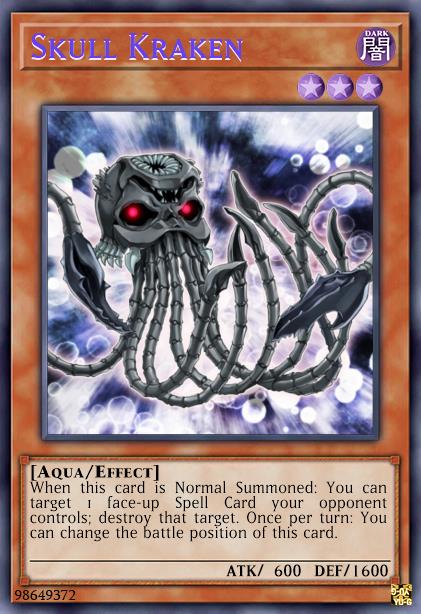 SKULL KRAKEN
DARK
闇
[AQUA/EFFECT]
When this card is Normal Summoned: You can
target 1 face-up Spell Card your opponent
controls; destroy that target. Once per turn: You
can change the battle position of this card.
ATK/ 600 DEF/1600
98649372